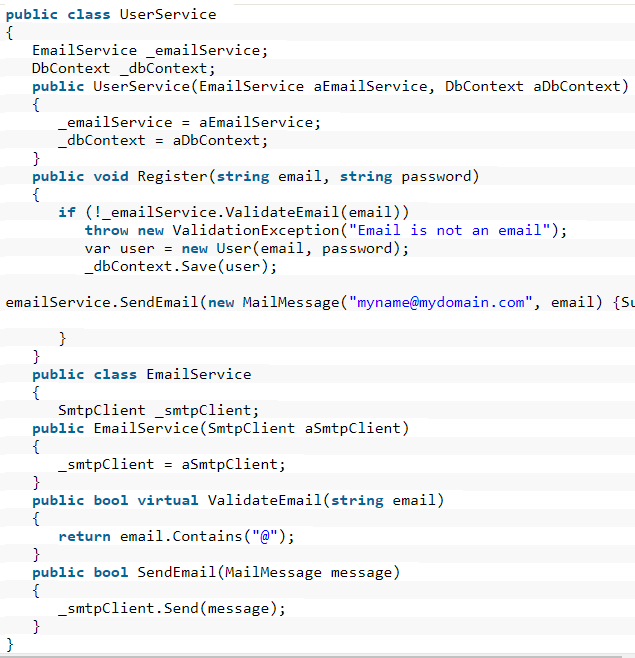 public class UserService
{
EmailService _emailService;
DbContext _dbContext;
public UserService(EmailService aEmailService, DbContext aDbContext)
{
_emailService = aEmailService;
_dbContext = aDbContext;
}
public void Register(string email, string password)
{
if (!_emailService.ValidateEmail(email))
throw new ValidationException("Email is not an email");
var user = new User(email, password);
_dbContext.Save(user);
emailService.SendEmail(new MailMessage("myname@mydomain.com", email) {Su
}
}
public class EmailService
{
SmtpClient _smtpClient;
public EmailService(SmtpClient aSmtpClient)
{
_smtpClient = aSmtpClient;
}
public bool virtual ValidateEmail(string email)
{
return email.Contains("@");
}
public bool SendEmail(MailMessage message)
{
_smtpClient.Send(message);
}
}